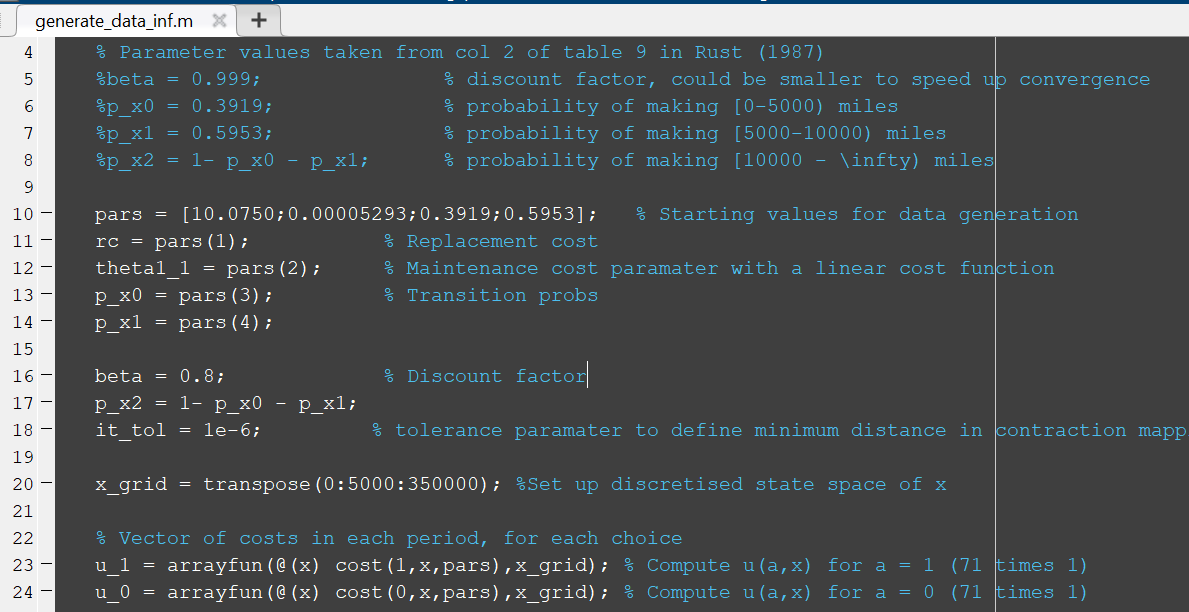 generate_data_inf.m
4 % Parameter values taken from col 2 of table 9 in Rust (1987)
5 %beta = 0.999; % discount factor, could be smaller to speed up convergence
6 %p_x0 = 0.3919; % probability of making [0-5000) miles
7 %p_x1 = 0.5953; % probability of making [5000-10000) miles
8 %p_x2 = 1- p_x0 - p_x1; % probability of making [10000 - \infty) miles
9
10 pars = [10.0750;0.00005293;0.3919;0.5953]; % Starting values for data generation
11 rc = pars(1); % Replacement cost
12 theta1_1 = pars(2); % Maintenance cost paramater with a linear cost function
13 p_x0 = pars(3); % Transition probs
14 p_x1 = pars(4);
15
16 beta = 0.8; % Discount factor
17 p_x2 = 1- p_x0 - p_x1;
18 it_tol = 1e-6; % tolerance paramater to define minimum distance in contraction mapp
19
20 x_grid = transpose(0:5000:350000); %Set up discretised state space of x
21
22 % Vector of costs in each period, for each choice
23 u_1 = arrayfun(@(x) cost(1,x,pars),x_grid); % Compute u(a,x) for a = 1 (71 times 1)
24 u_0 = arrayfun(@(x) cost(0,x,pars),x_grid); % Compute u(a,x) for a = 0 (71 times 1)